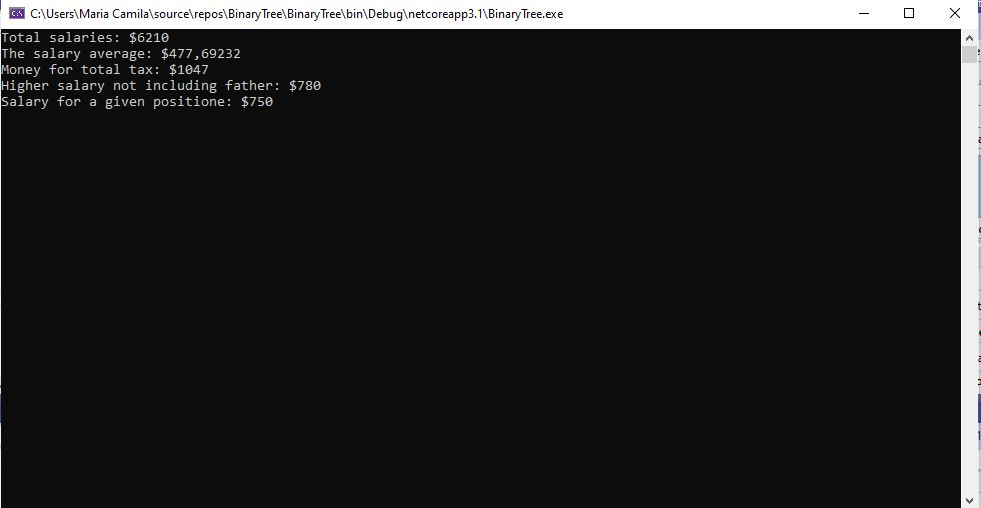 C:\Users\Maria Camila\source\repos\BinaryTree\BinaryTree\bin\Debug\netcoreapp3.1\BinaryTree.exe
Total salaries: $6210
The salary average: $477,69232
Money for total tax: $1047
Higher salary not including father: $780
Salary for a given positione: $750